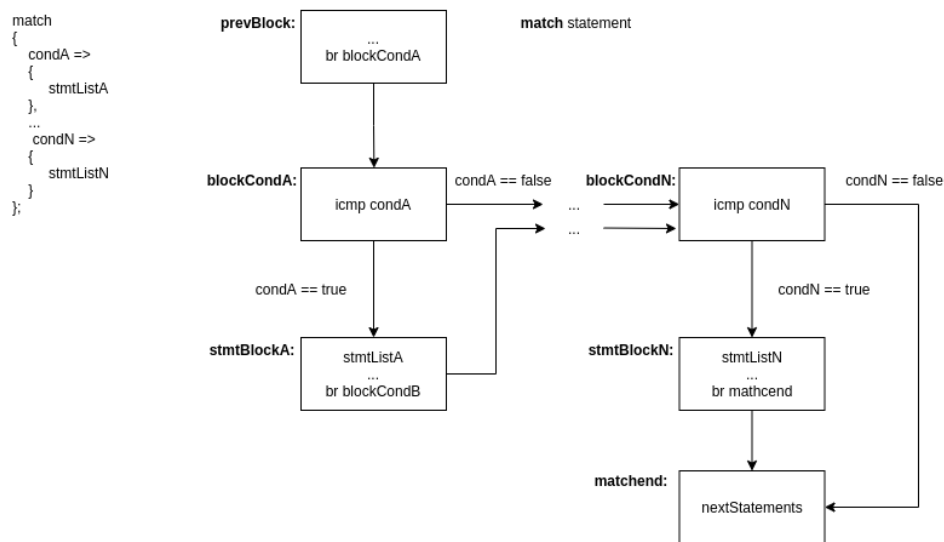 match
{
condA =>
{
stmtListA
},
...
condN =>
{
stmtListN
}
};
prevBlock:
...
br blockCondA
match statement
blockCondA:
icmp condA
condA == false
...
...
blockCondN:
icmp condN
condN == false
condA == true
condN == true
stmtBlockA:
stmtListA
...
br blockCondB
stmtBlockN:
stmtListN
...
br mathcend
matchend:
nextStatements